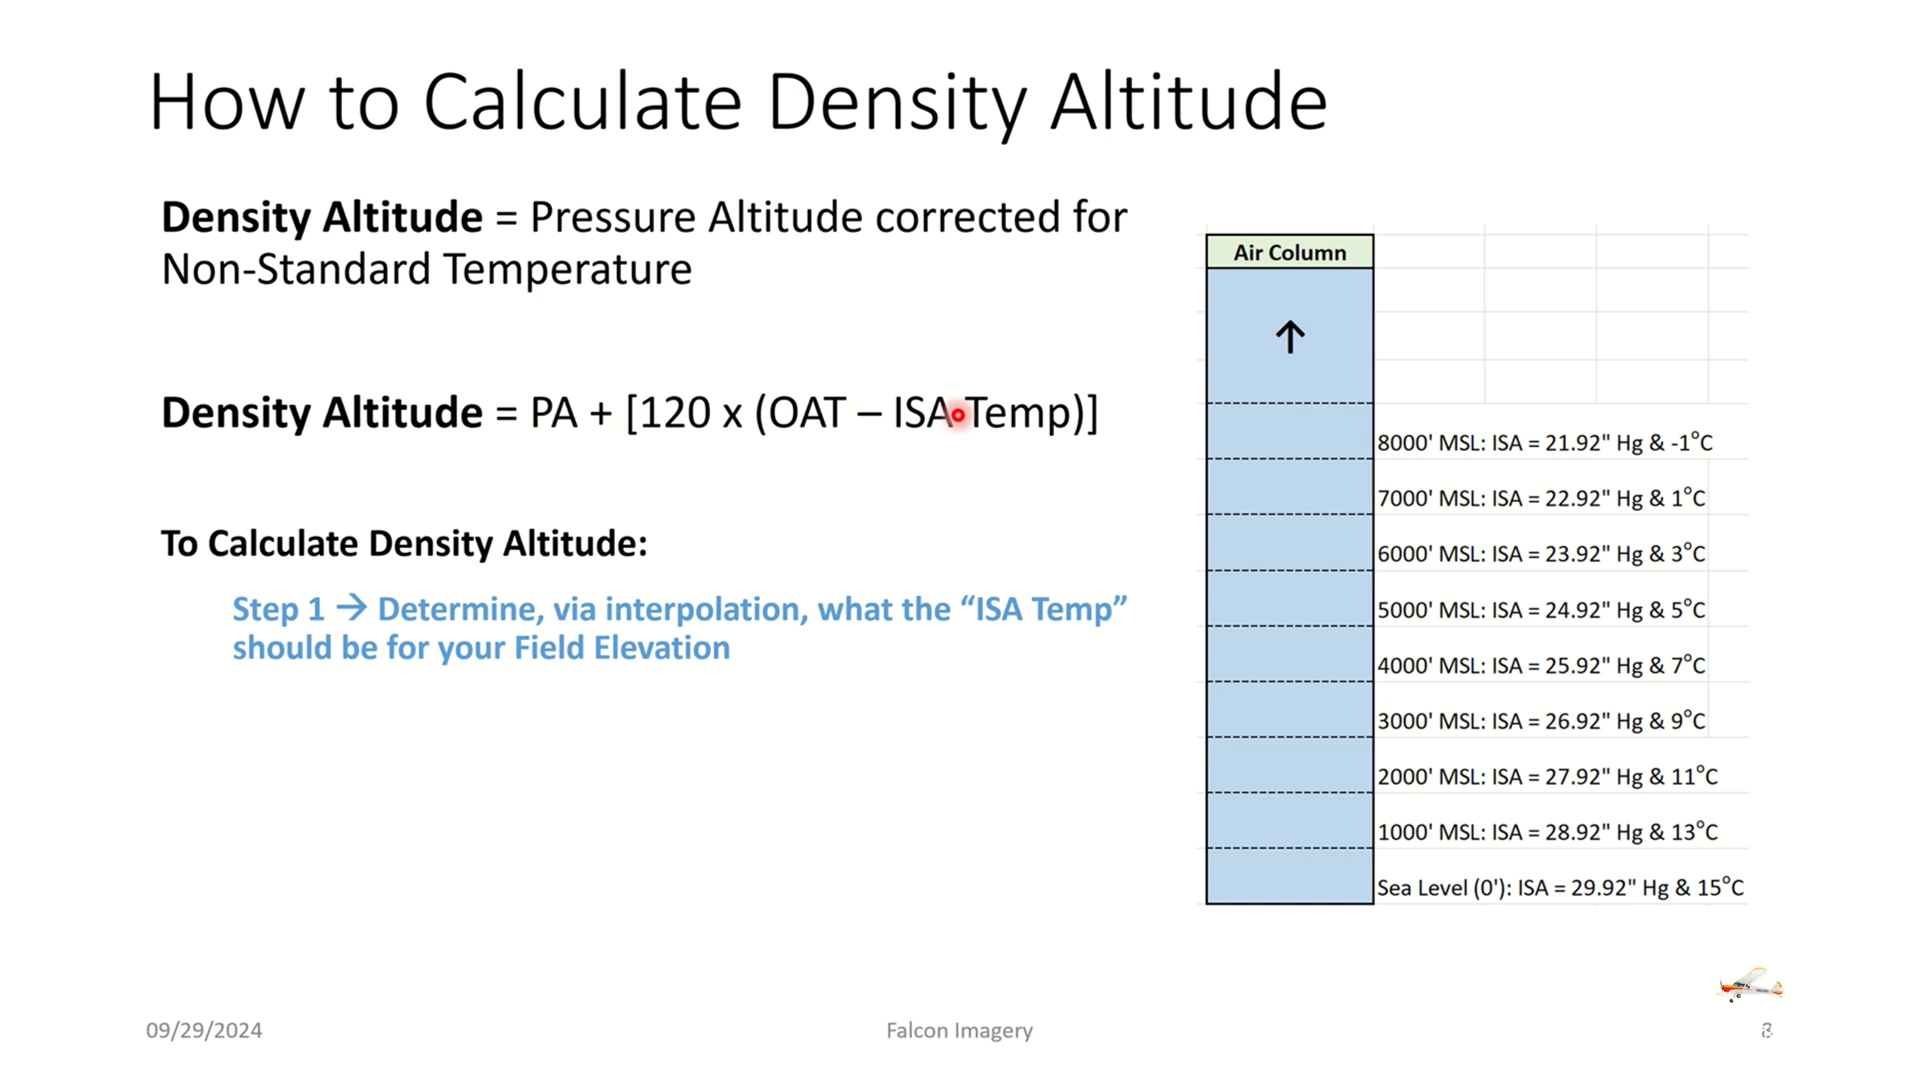 How to Calculate Density Altitude
Density Altitude = Pressure Altitude corrected for
Non-Standard Temperature
Density Altitude = PA + [120 x (OAT – ISA Temp)]
To Calculate Density Altitude:
Step 1 → Determine, via interpolation, what the “ISA Temp”
should be for your Field Elevation
Air Column
↑
8000' MSL: ISA = 21.92" Hg & -1°C
7000' MSL: ISA = 22.92" Hg & 1°C
6000' MSL: ISA = 23.92" Hg & 3°C
5000' MSL: ISA = 24.92" Hg & 5°C
4000' MSL: ISA = 25.92" Hg & 7°C
3000' MSL: ISA = 26.92" Hg & 9°C
2000' MSL: ISA = 27.92" Hg & 11°C
1000' MSL: ISA = 28.92" Hg & 13°C
Sea Level (0'): ISA = 29.92" Hg & 15°C
09/29/2024
Falcon Imagery